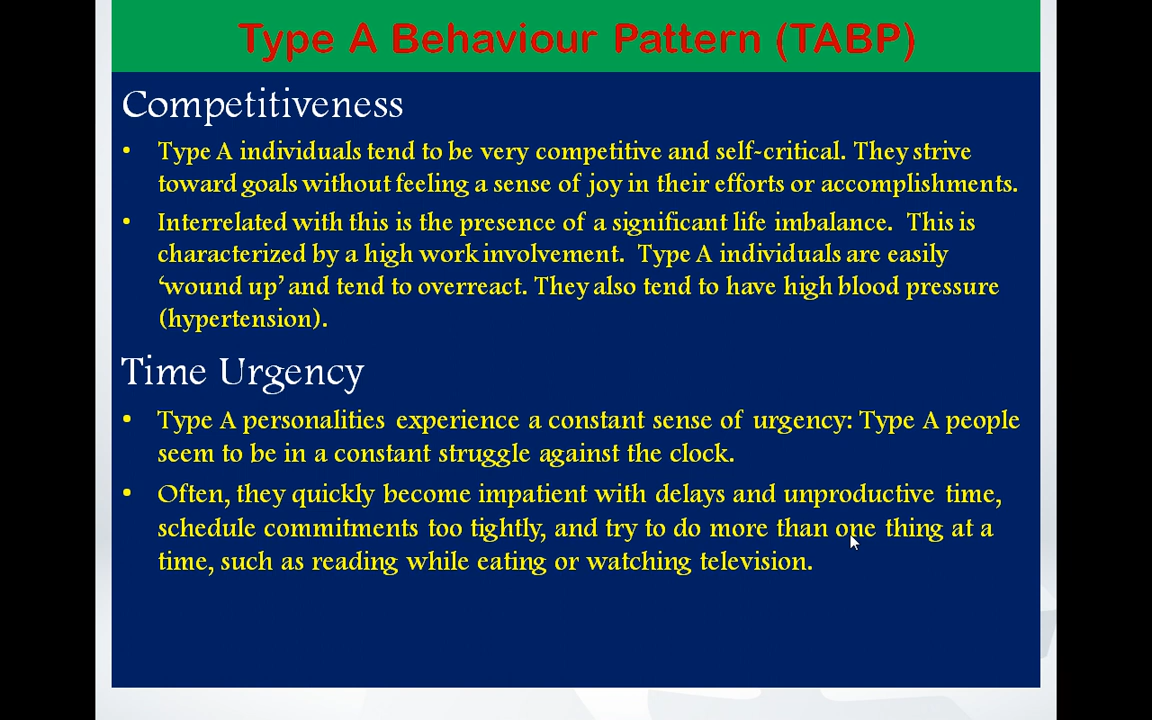 Type A Behaviour Pattern (TABP)
Competitiveness
• Type A individuals tend to be very competitive and self-critical. They strive
toward goals without feeling a sense of joy in their efforts or accomplishments.
• Interrelated with this is the presence of a significant life imbalance.  This is
characterized by a high work involvement.  Type A individuals are easily
‘wound up’ and tend to overreact. They also tend to have high blood pressure
(hypertension).
Time Urgency
• Type A personalities experience a constant sense of urgency: Type A people
seem to be in a constant struggle against the clock.
• Often, they quickly become impatient with delays and unproductive time,
schedule commitments too tightly, and try to do more than one thing at a
time, such as reading while eating or watching television.